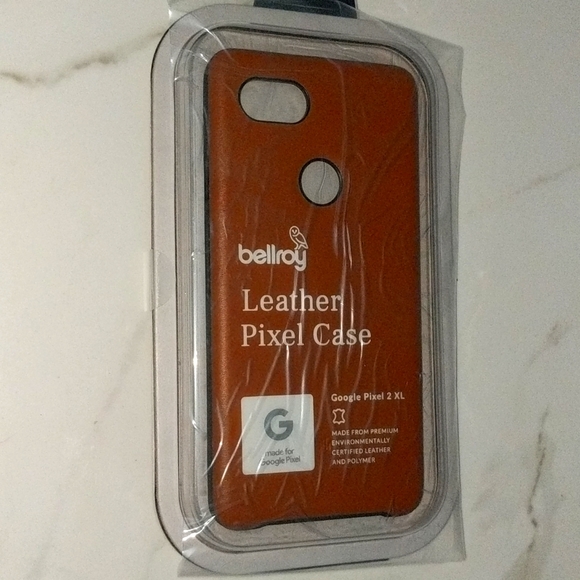 bellroy
Leather
Pixel Case
Google Pixel 2 XL
G
made for
Google Pixel
MADE FROM PREMIUM
ENVIRONMENTALLY
CERTIFIED LEATHER
AND POLYMER